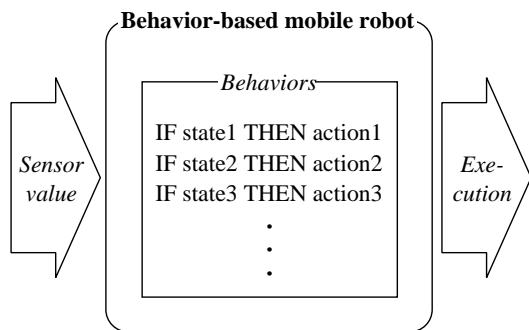 Behavior-based mobile robot
Behaviors
IF state1 THEN action1
IF state2 THEN action2
IF state3 THEN action3
Sensor
value
Exe-
cution